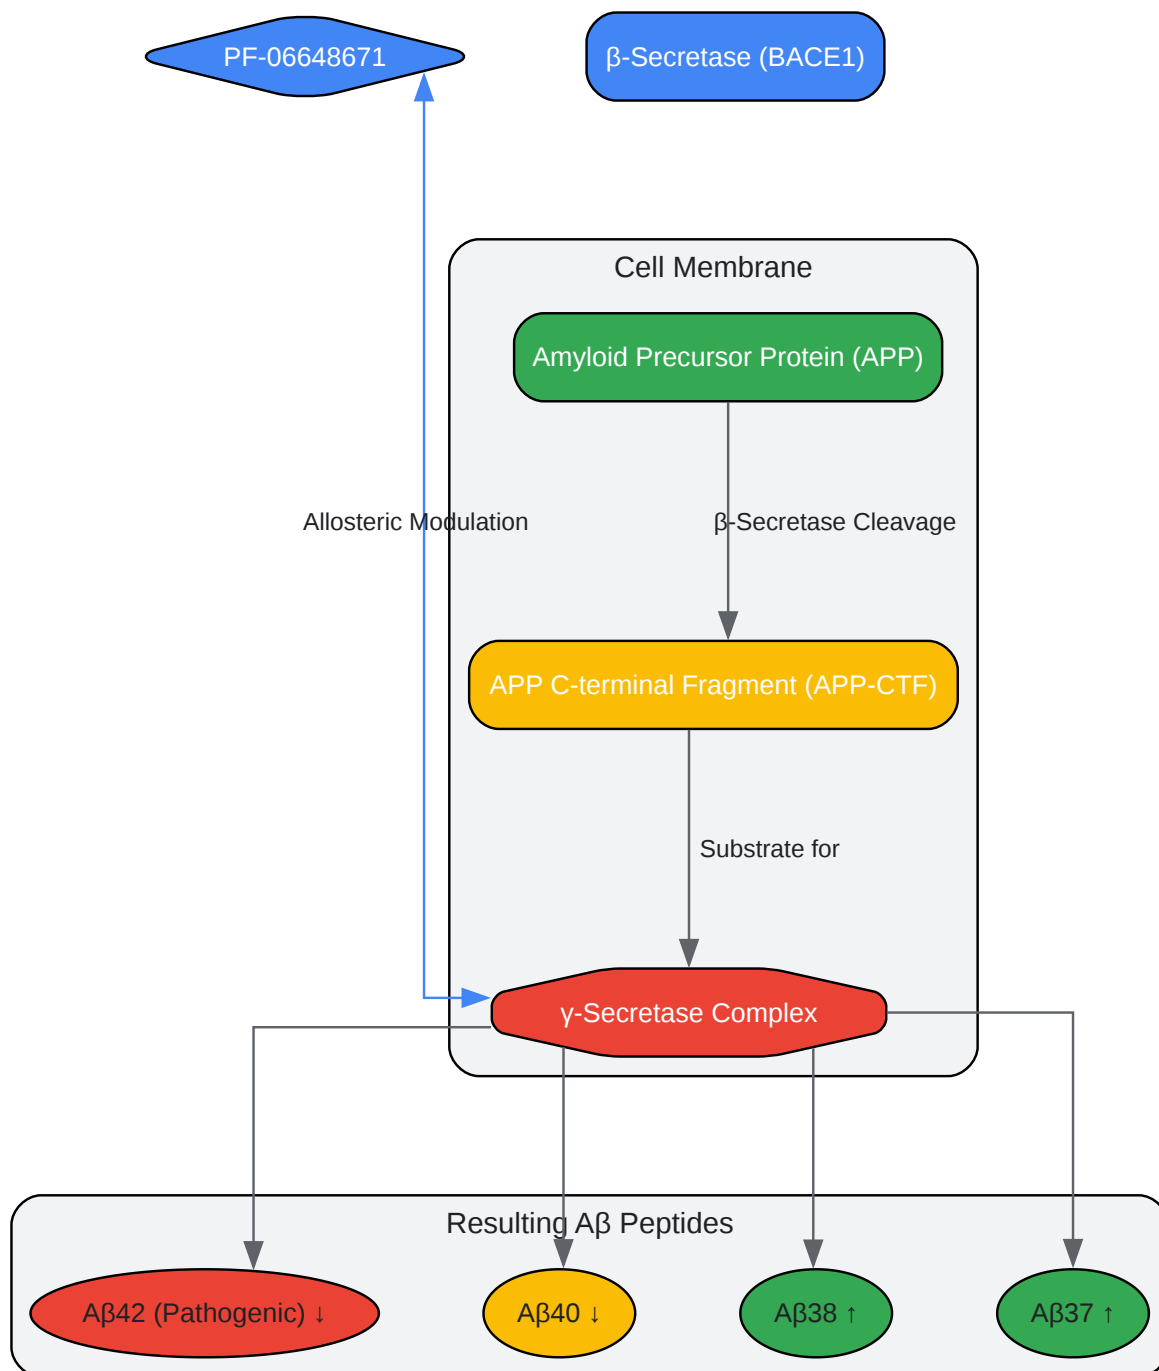 PF-06648671
β-Secretase (BACE1)
Cell Membrane
Amyloid Precursor Protein (APP)
Allosteric Modulation
β-Secretase Cleavage
APP C-terminal Fragment (APP-CTF)
Substrate for
γ-Secretase Complex
Resulting Aβ Peptides
Aβ42 (Pathogenic) ↓
Aβ40 ↓
Aβ38 ↑
Aβ37 ↑